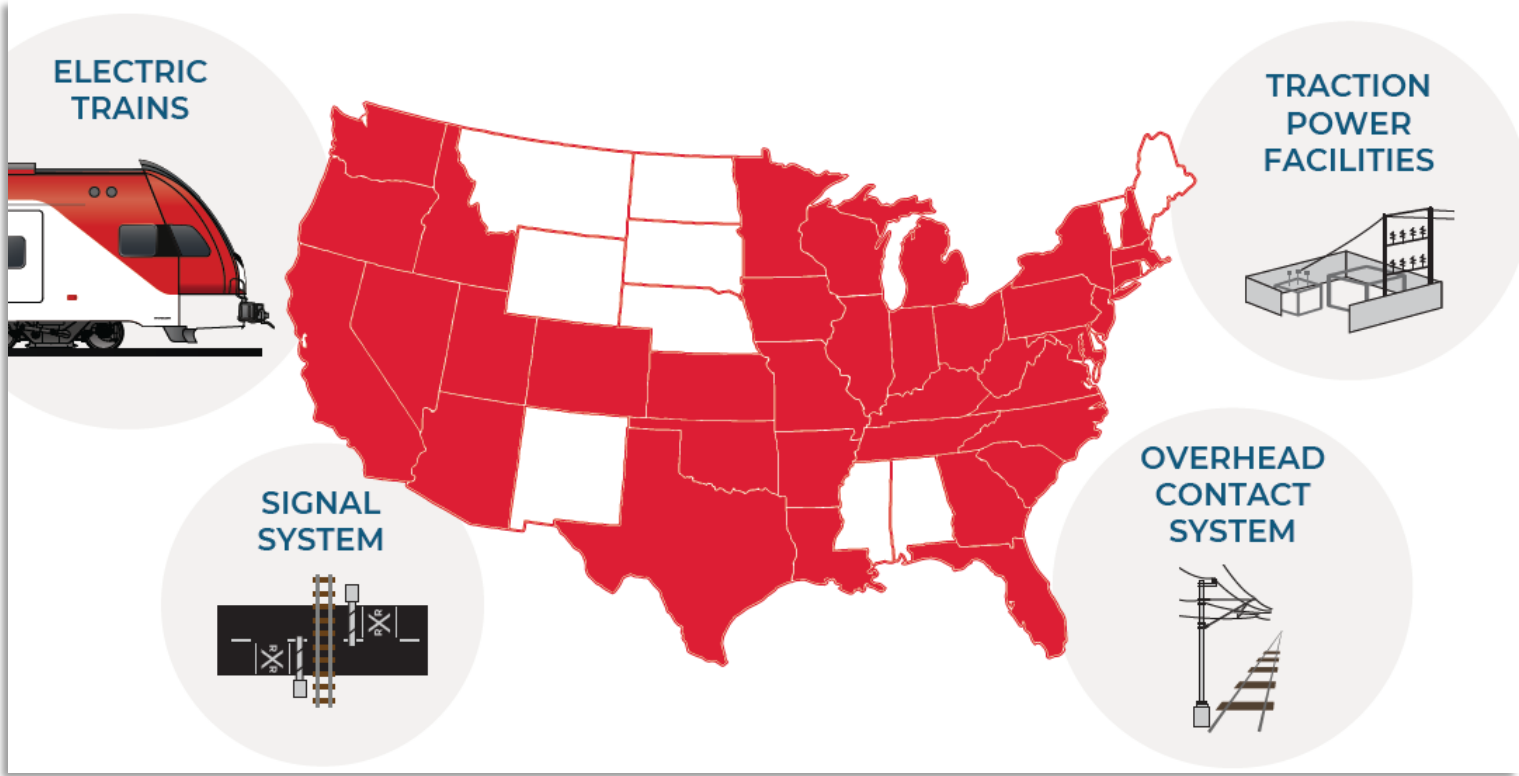 ELECTRIC
TRAINS
TRACTION
POWER
FACILITIES
SIGNAL
SYSTEM
OVERHEAD
CONTACT
SYSTEM
R R
R R